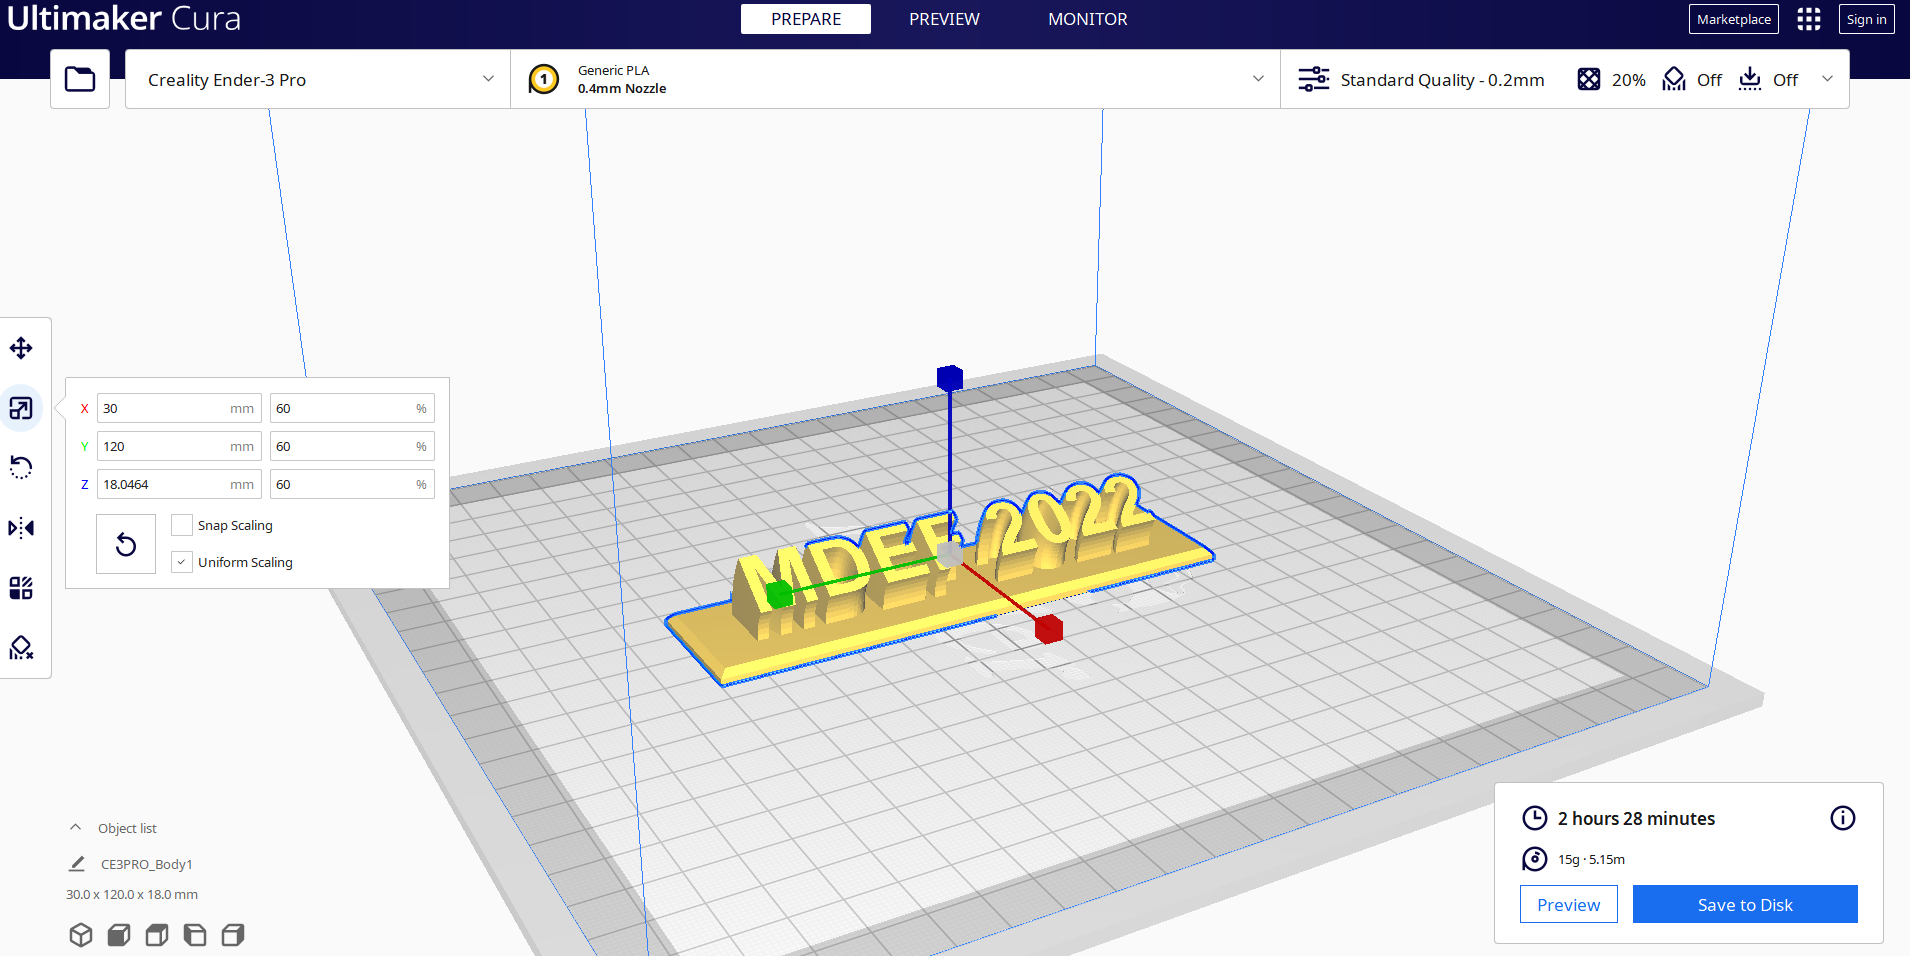 Ultimaker Cura
PREPARE
PREVIEW
MONITOR
Marketplace
Sign in
Creality Ender-3 Pro
1
Generic PLA
0.4mm Nozzle
Standard Quality - 0.2mm
20%
Off
Off
X 30 mm 60 %
Y 120 mm 60 %
Z 18.0464 mm 60 %
Snap Scaling
Uniform Scaling
MDEF 2022
Object list
CE3PRO_Body1
30.0 x 120.0 x 18.0 mm
2 hours 28 minutes
15g · 5.15m
Preview
Save to Disk